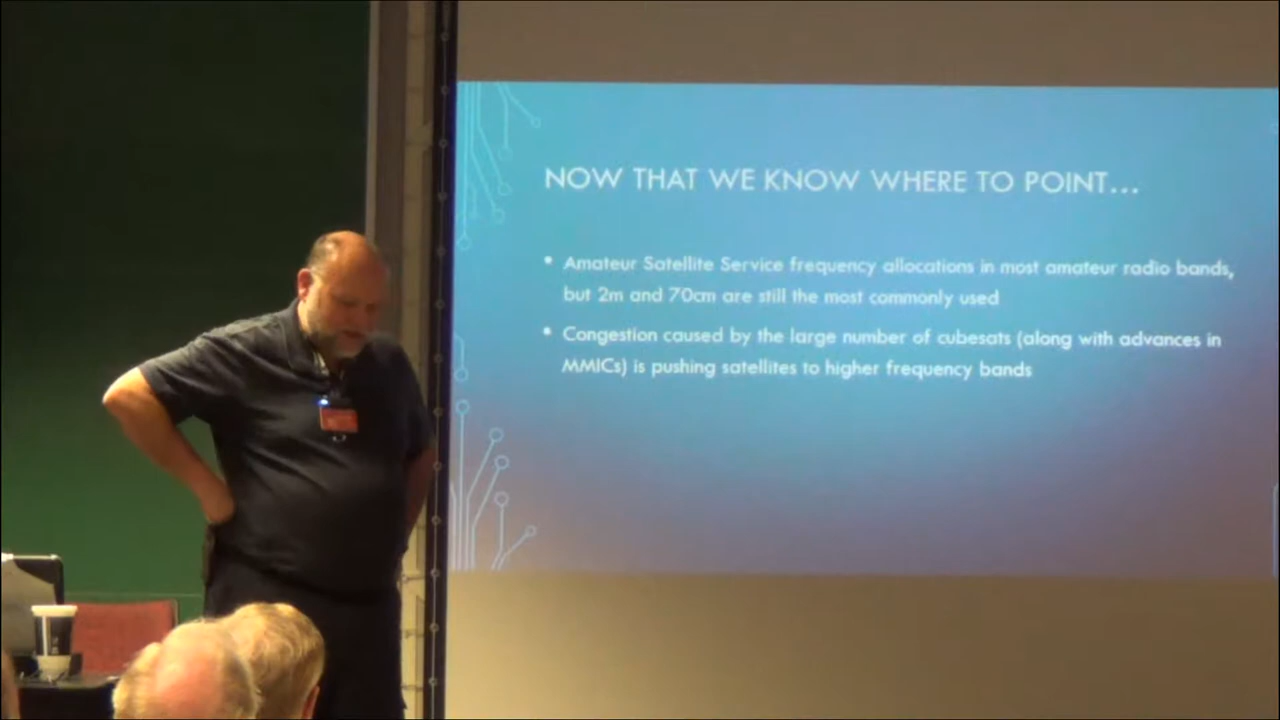 NOW THAT WE KNOW WHERE TO POINT...
• Amateur Satellite Service frequency allocations in most amateur radio bands,
but 2m and 70cm are still the most commonly used
• Congestion caused by the large number of cubesats (along with advances in
MMICs) is pushing satellites to higher frequency bands